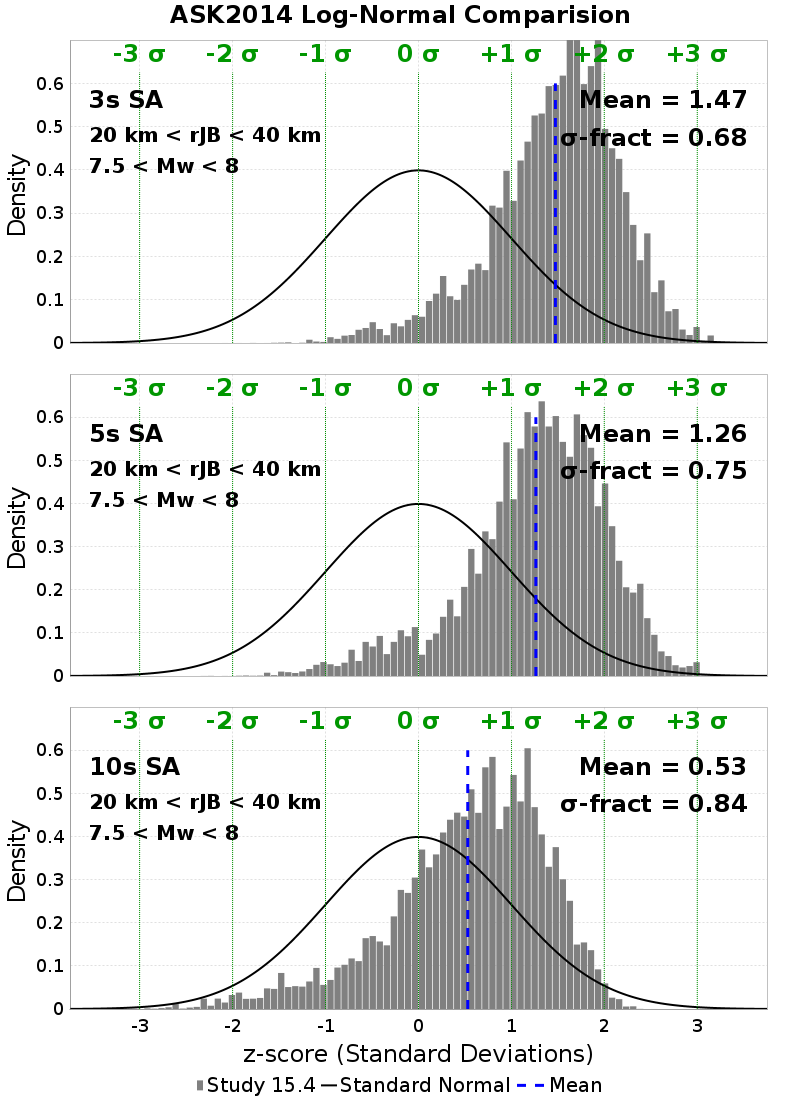 ASK2014 Log-Normal Comparision
-3 σ -2 σ -1 σ 0 σ +1 σ +2 σ +3 σ
3s SA
20 km < rJB < 40 km
7.5 < Mw < 8
Mean = 1.47
σ-fract = 0.68
Density
0.6
0.5
0.4
0.3
0.2
0.1
0
-3 σ -2 σ -1 σ 0 σ +1 σ +2 σ +3 σ
5s SA
20 km < rJB < 40 km
7.5 < Mw < 8
Mean = 1.26
σ-fract = 0.75
Density
0.6
0.5
0.4
0.3
0.2
0.1
0
-3 σ -2 σ -1 σ 0 σ +1 σ +2 σ +3 σ
10s SA
20 km < rJB < 40 km
7.5 < Mw < 8
Mean = 0.53
σ-fract = 0.84
Density
0.6
0.5
0.4
0.3
0.2
0.1
0
-3 -2 -1 0 1 2 3
z-score (Standard Deviations)
Study 15.4 Standard Normal Mean